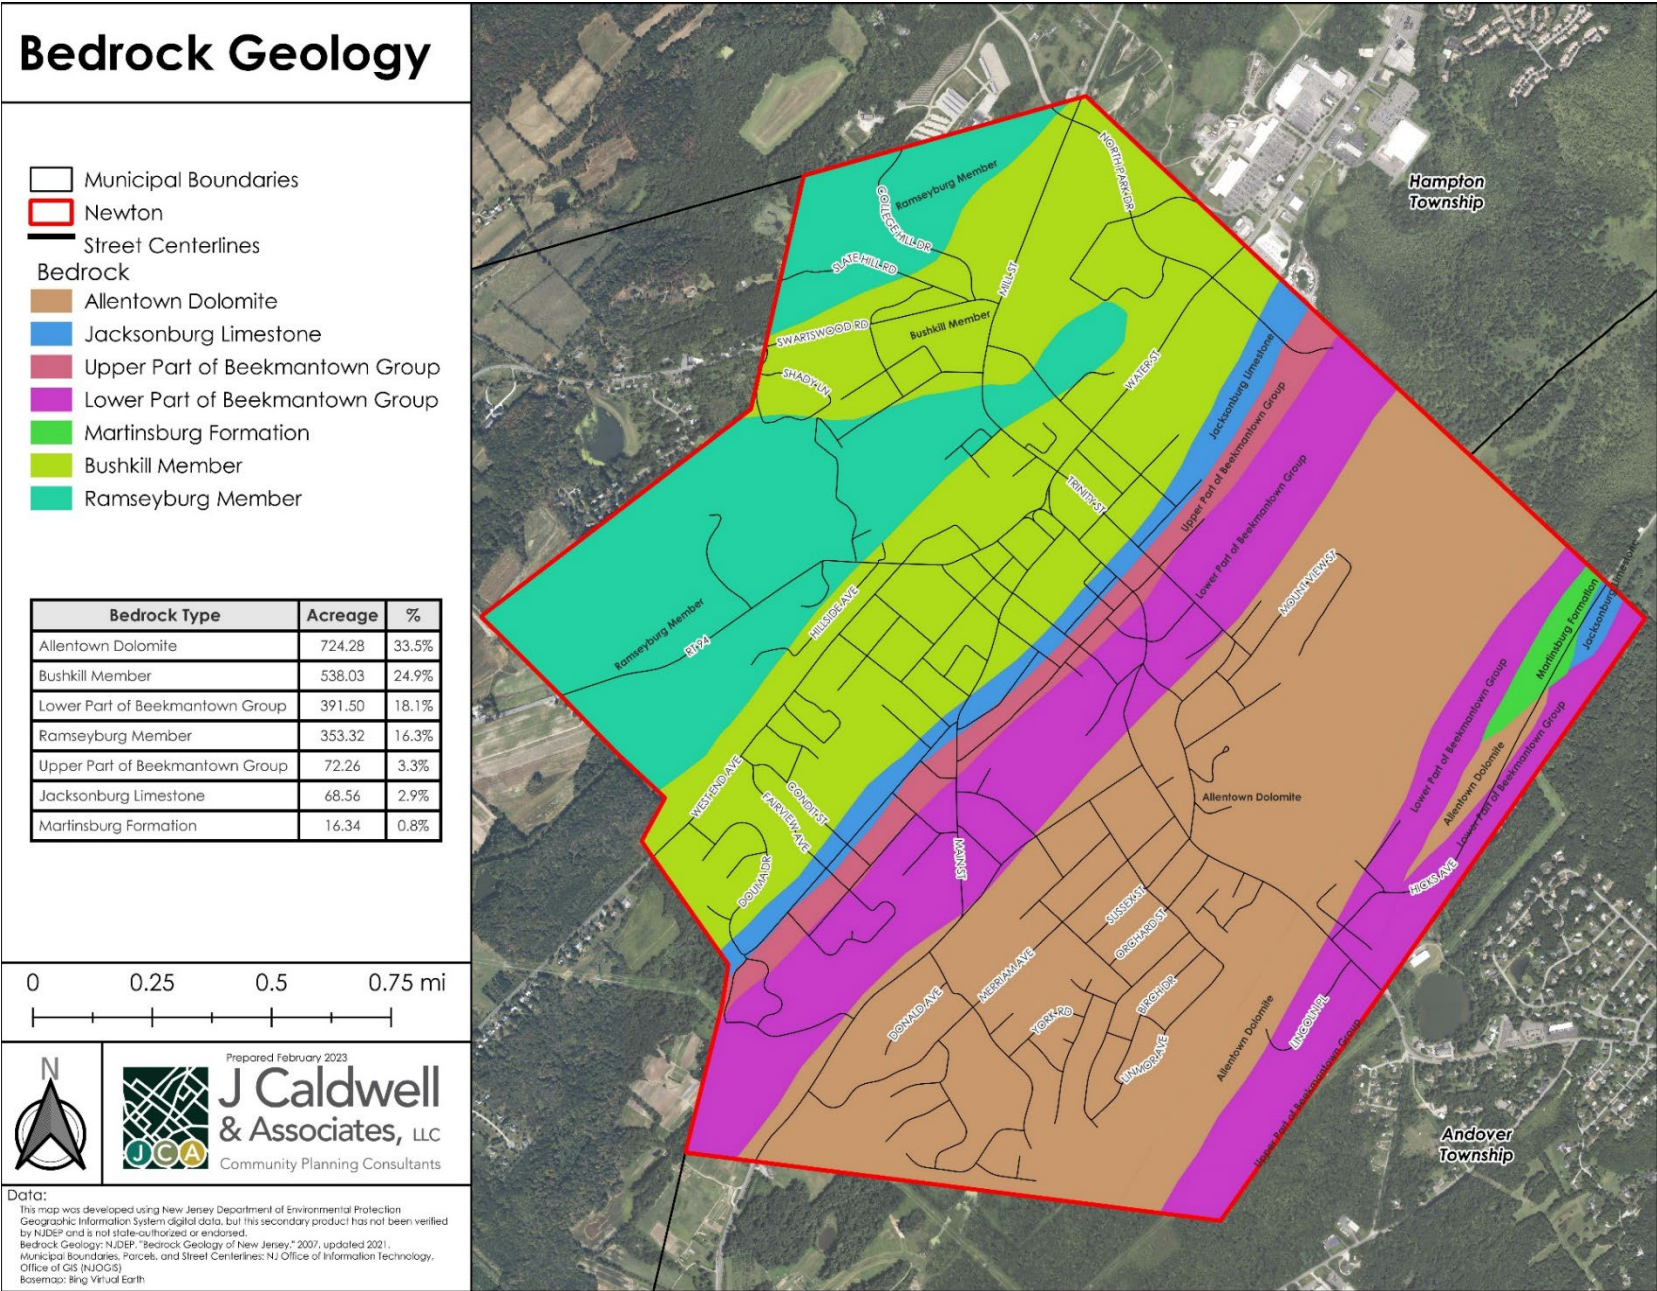 Bedrock Geology
Municipal Boundaries
Newton
Street Centerlines
Bedrock
Allentown Dolomite
Jacksonburg Limestone
Upper Part of Beekmantown Group
Lower Part of Beekmantown Group
Martinsburg Formation
Bushkill Member
Ramseyburg Member
Bedrock Type Acreage %
Allentown Dolomite 724.28 33.5%
Bushkill Member 538.03 24.9%
Lower Part of Beekmantown Group 391.50 18.1%
Ramseyburg Member 353.32 16.3%
Upper Part of Beekmantown Group 72.26 3.3%
Jacksonburg Limestone 68.56 2.9%
Martinsburg Formation 16.34 0.8%
0 0.25 0.5 0.75 mi
N
Prepared February 2023
J Caldwell
& Associates, LLC
JCA
Community Planning Consultants
Data:
This map was developed using New Jersey Department of Environmental Protection
Geographic Information System digital data, but this secondary product has not been verified
by NJDEP and is not state-authorized or endorsed.
Bedrock Geology: NJDEP, "Bedrock Geology of New Jersey," 2007, updated 2021.
Municipal Boundaries, Parcels, and Street Centerlines: NJ Office of Information Technology,
Office of GIS (NJOGIS)
Basemap: Bing Virtual Earth
Hampton
Township
NORTH PARK DR
Ramseyburg Member
COLLEGE HILL DR
SLATE HILL RD
MILL ST
SWARTSWOOD RD
Bushkill Member
SHADY LN
WATER ST
Jacksonburg Limestone
Upper Part of Beekmantown Group
Lower Part of Beekmantown Group
TRINITY ST
MOUNT VIEW ST
HILLSIDE AVE
Ramseyburg Member
RT 94
Martinsburg Formation
Jacksonburg Limestone
Lower Part of Beekmantown Group
Allentown Dolomite
Lower Part of Beekmantown Group
WEST END AVE
CONDIT ST
FAIRVIEW AVE
DOUMA DR
MAIN ST
Allentown Dolomite
HICKS AVE
SUSSEX ST
ORCHARD ST
MERRIAM AVE
DONALD AVE
YORK RD
BIRCH DR
LINMOR AVE
LINCOLN PL
Allentown Dolomite
Upper Part of Beekmantown Group
Andover
Township